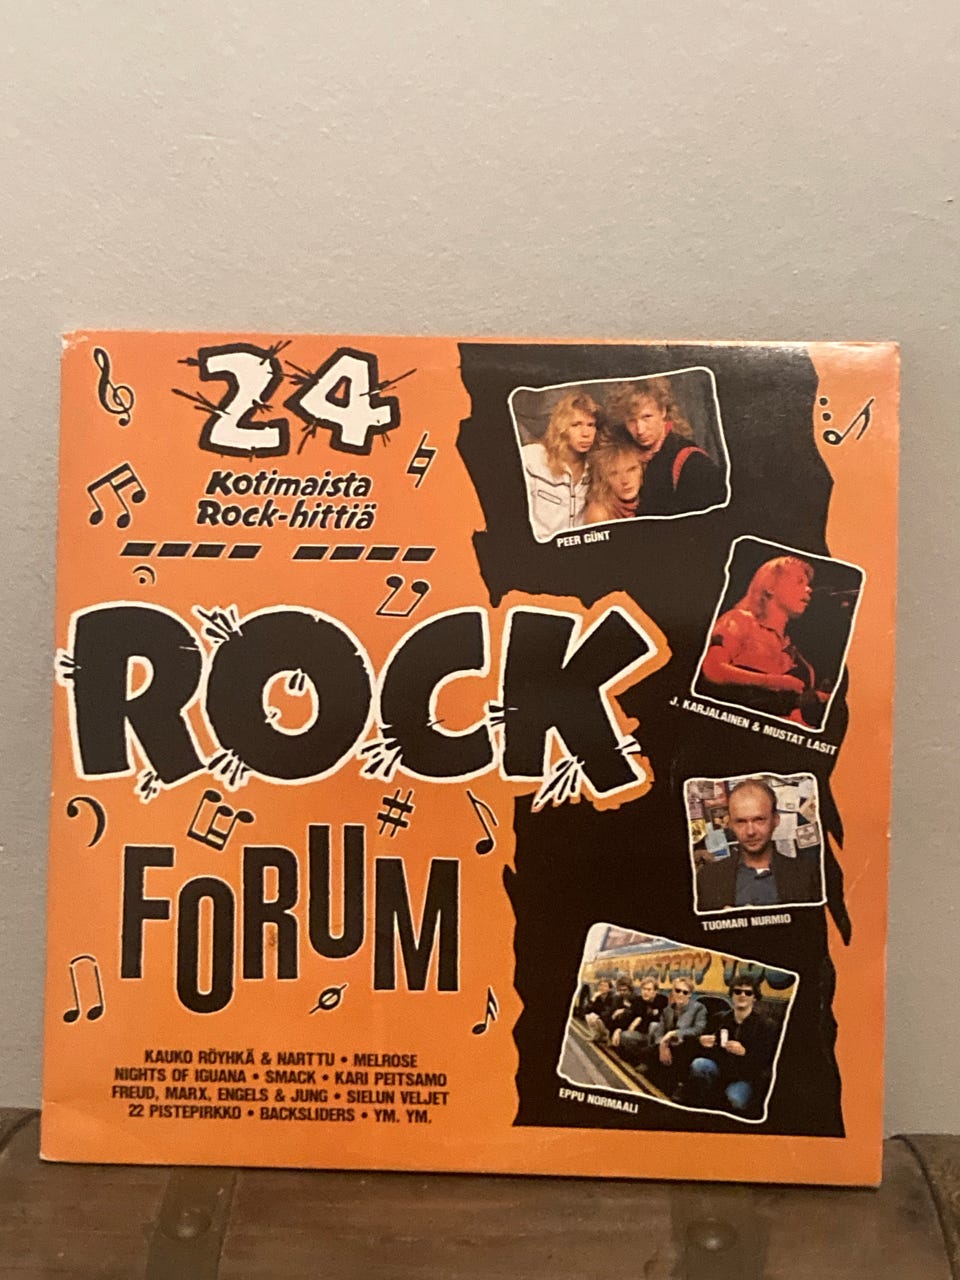 24
Kotimaista
Rock-hittiä
ROCK
FORUM
KAUKO RÖYHKÄ & NARTTU • MELROSE
NIGHTS OF IGUANA • SMACK • KARI PEITSAMO
FREUD, MARX, ENGELS & JUNG • SIELUN VELJET
22 PISTEPIRKKO • BACKSLIDERS • YM. YM.
PEER GÜNT
J. KARJALAINEN & MUSTAT LASIT
TUOMARI NURMIO
MYSTERY
EPPU NORMAALI